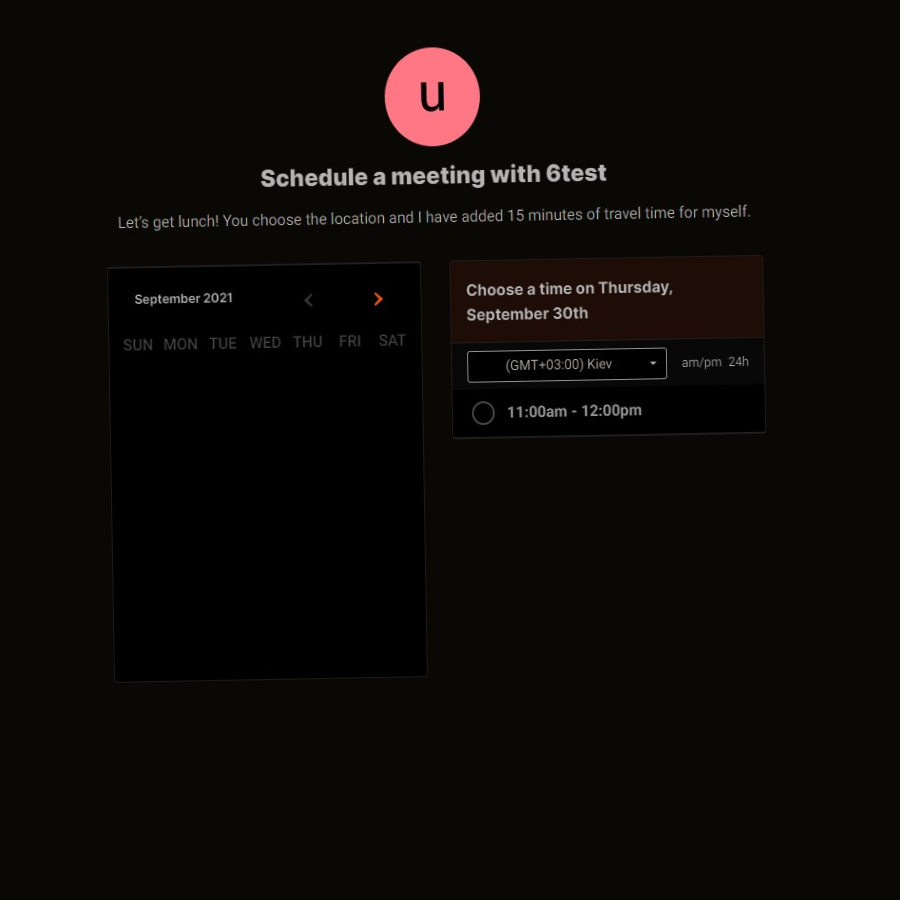 u
Schedule a meeting with 6test
Let's get lunch! You choose the location and I have added 15 minutes of travel time for myself.
September 2021
SUN MON TUE WED THU FRI SAT
Choose a time on Thursday,
September 30th
(GMT+03:00) Kiev
am/pm 24h
11:00am - 12:00pm